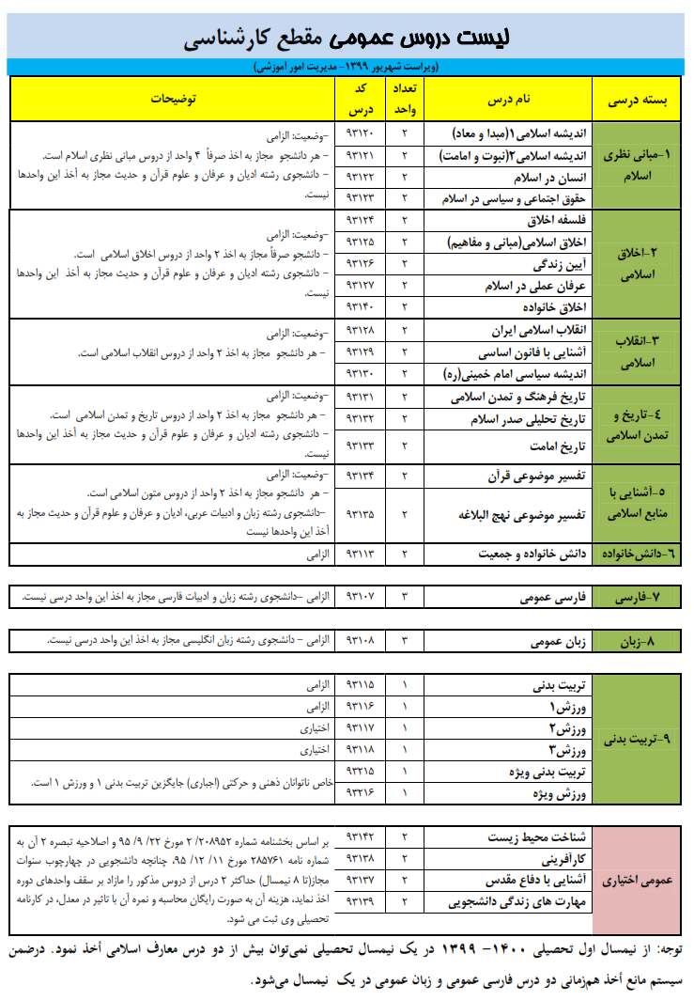 لیست دروس عمومی مقطع کارشناسی
(ویراست شهریور ۱۳۹۹- مدیریت امور آموزشی)
بسته درسی | نام درس | تعداد واحد | کد درس | توضیحات
۱-مبانی نظری اسلام
اندیشه اسلامی۱(مبدا و معاد) ۲ ۹۳۱۲۰
اندیشه اسلامی۲(نبوت و امامت) ۲ ۹۳۱۲۱
انسان در اسلام ۲ ۹۳۱۲۲
حقوق اجتماعی و سیاسی در اسلام ۲ ۹۳۱۲۳
-وضعیت: الزامی
- هر دانشجو مجاز به اخذ صرفاً ۴ واحد از دروس مبانی نظری اسلام است.
- دانشجوی رشته ادیان و عرفان و علوم قرآن و حدیث مجاز به أخذ این واحدها
نیست.
۲-اخلاق اسلامی
فلسفه اخلاق ۲ ۹۳۱۲۴
اخلاق اسلامی(مبانی و مفاهیم) ۲ ۹۳۱۲۵
آیین زندگی ۲ ۹۳۱۲۶
عرفان عملی در اسلام ۲ ۹۳۱۲۷
اخلاق خانواده ۲ ۹۳۱۴۰
-وضعیت: الزامی
- دانشجو صرفاً مجاز به اخذ ۲ واحد از دروس اخلاق اسلامی است.
- دانشجوی رشته ادیان و عرفان و علوم قرآن و حدیث مجاز به أخذ این واحدها
نیست.
۳-انقلاب اسلامی
انقلاب اسلامی ایران ۲ ۹۳۱۲۸
آشنایی با قانون اساسی ۲ ۹۳۱۲۹
اندیشه سیاسی امام خمینی(ره) ۲ ۹۳۱۳۰
-وضعیت: الزامی
- هر دانشجو مجاز به اخذ ۲ واحد از دروس انقلاب اسلامی است.
۴-تاریخ و تمدن اسلامی
تاریخ فرهنگ و تمدن اسلامی ۲ ۹۳۱۳۱
تاریخ تحلیلی صدر اسلام ۲ ۹۳۱۳۲
تاریخ امامت ۲ ۹۳۱۳۳
-وضعیت: الزامی
- هر دانشجو مجاز به اخذ ۲ واحد از دروس تاریخ و تمدن اسلامی است.
- دانشجوی رشته ادیان و عرفان و علوم قرآن و حدیث مجاز به أخذ این واحدها
نیست.
۵-آشنایی با منابع اسلامی
تفسیر موضوعی قرآن ۲ ۹۳۱۳۴
تفسیر موضوعی نهج البلاغه ۲ ۹۳۱۳۵
-وضعیت: الزامی
- هر دانشجو مجاز به اخذ ۲ واحد از دروس متون اسلامی است.
-دانشجوی رشته زبان و ادبیات عربی، ادیان و عرفان و علوم قرآن و حدیث مجاز به
أخذ این واحدها نیست
۶-دانش‌خانواده
دانش خانواده و جمعیت ۲ ۹۳۱۱۳ الزامی
۷-فارسی
فارسی عمومی ۳ ۹۳۱۰۷ الزامی -دانشجوی رشته زبان و ادبیات فارسی مجاز به اخذ این واحد درسی نیست.
۸-زبان
زبان عمومی ۳ ۹۳۱۰۸ الزامی - دانشجوی رشته زبان انگلیسی مجاز به اخذ این واحد درسی نیست.
۹-تربیت بدنی
تربیت بدنی ۱ ۹۳۱۱۵ الزامی
ورزش۱ ۱ ۹۳۱۱۶ الزامی
ورزش۲ ۱ ۹۳۱۱۷ اختیاری
ورزش۳ ۱ ۹۳۱۱۸ اختیاری
تربیت بدنی ویژه ۱ ۹۳۲۱۵
ورزش ویژه ۱ ۹۳۲۱۶
خاص ناتوانان ذهنی و حرکتی (اجباری) جایگزین تربیت بدنی ۱ و ورزش ۱ است.
عمومی اختیاری
شناخت محیط زیست ۲ ۹۳۱۴۲
کارآفرینی ۲ ۹۳۱۳۸
آشنایی با دفاع مقدس ۲ ۹۳۱۳۷
مهارت های زندگی دانشجویی ۲ ۹۳۱۳۹
بر اساس بخشنامه شماره ۲/ ۲۰۸۹۵۲ مورخ ۲۲/ ۹/ ۹۵ و اصلاحیه تبصره ۲ آن به
شماره نامه ۲۸۵۷۶۱ مورخ ۱۱/ ۱۲/ ۹۵، چنانچه دانشجویی در چهارچوب سنوات
مجاز(تا ۸ نیمسال) حداکثر ۲ درس از دروس مذکور را مازاد بر سقف واحدهای دوره
اخذ نماید، هزینه آن به صورت رایگان محاسبه و نمره آن با تاثیر در معدل، در کارنامه
تحصیلی وی ثبت می شود.
توجه: از نیمسال اول تحصیلی ۱۴۰۰- ۱۳۹۹ در یک نیمسال تحصیلی نمی‌توان بیش از دو درس معارف اسلامی أخذ نمود. درضمن
سیستم مانع أخذ هم‌زمانی دو درس فارسی عمومی و زبان عمومی در یک نیمسال می‌شود.